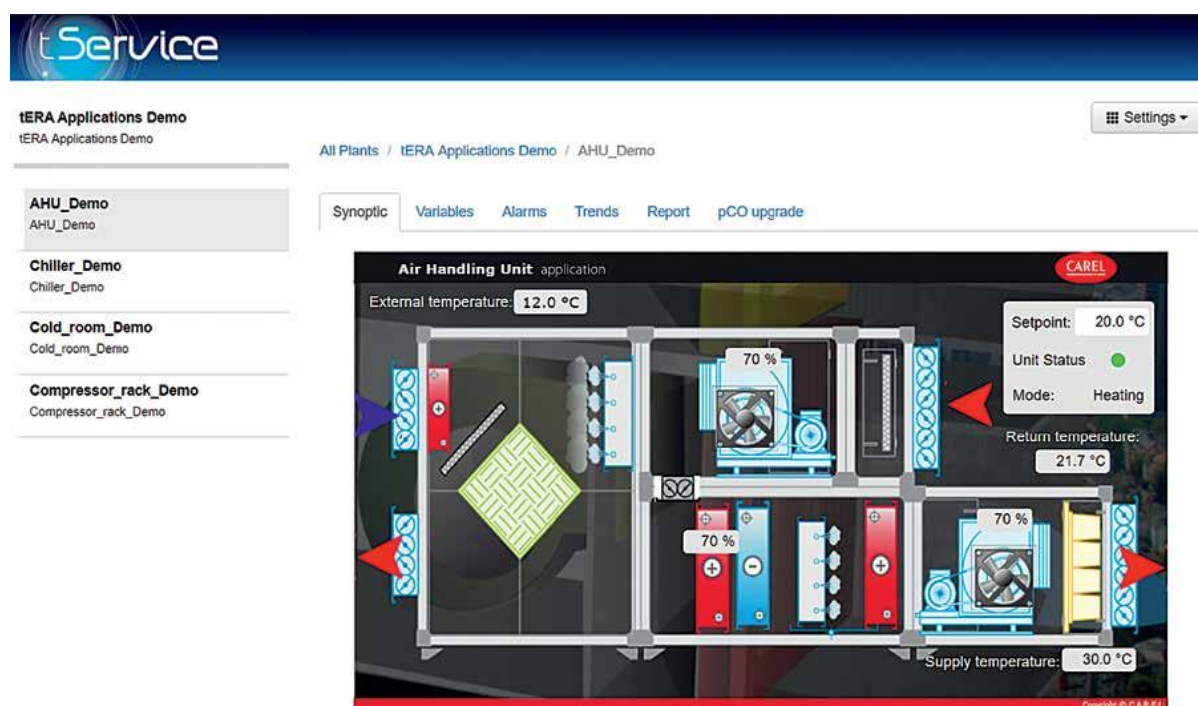 tService
tERA Applications Demo
tERA Applications Demo
Settings
All Plants / tERA Applications Demo / AHU_Demo
AHU_Demo
AHU_Demo
Chiller_Demo
Chiller_Demo
Cold_room_Demo
Cold_room_Demo
Compressor_rack_Demo
Compressor_rack_Demo
Synoptic Variables Alarms Trends Report pCO upgrade
Air Handling Unit application
CAREL
External temperature: 12.0 °C
Setpoint: 20.0 °C
Unit Status
Mode: Heating
70 %
Return temperature:
21.7 °C
70 %
70 %
Supply temperature: 30.0 °C
Copyright © C.A.R.E.L